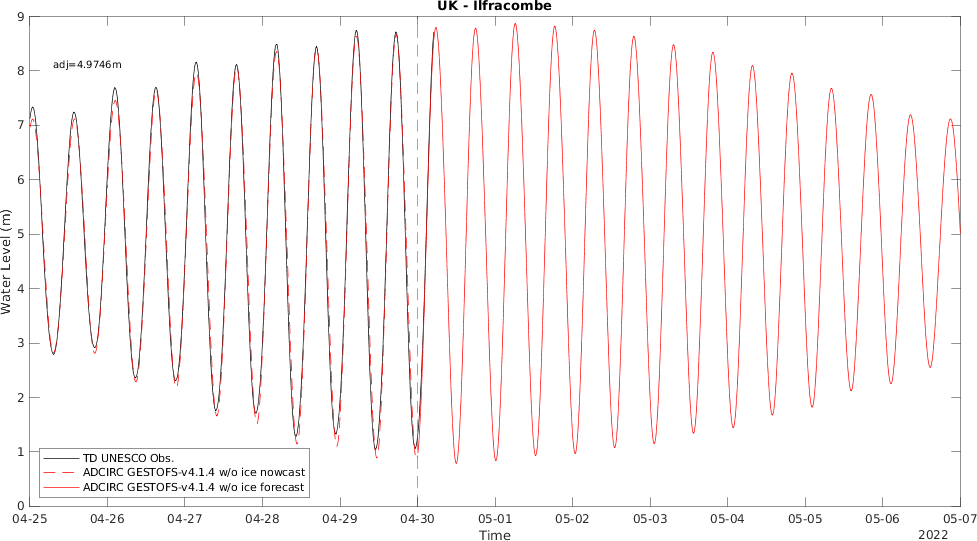 UK - Ilfracombe
adj=4.9746m
Water Level (m)
9
8
7
6
5
4
3
2
1
0
TD UNESCO Obs.
ADCIRC GESTOFS-v4.1.4 w/o ice nowcast
ADCIRC GESTOFS-v4.1.4 w/o ice forecast
04-25 04-26 04-27 04-28 04-29 04-30 05-01 05-02 05-03 05-04 05-05 05-06 05-07
Time
2022